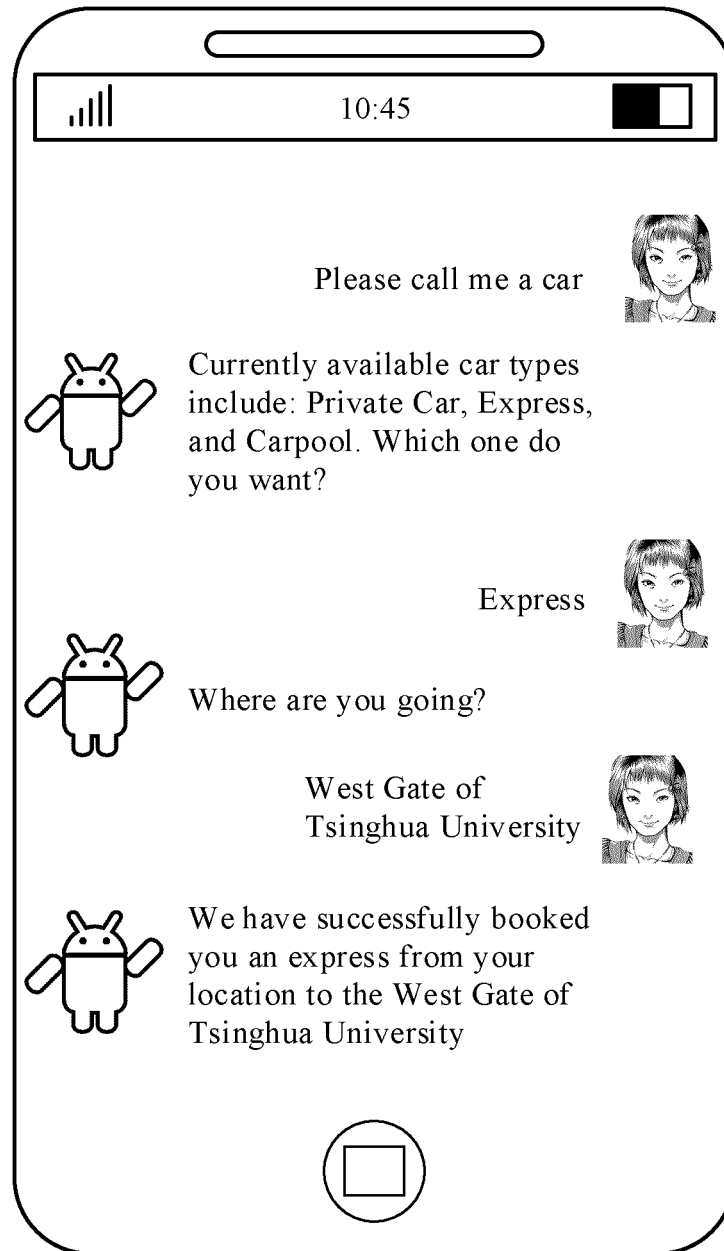 10:45
Please call me a car
Currently available car types
include: Private Car, Express,
and Carpool. Which one do
you want?
Express
Where are you going?
West Gate of
Tsinghua University
We have successfully booked
you an express from your
location to the West Gate of
Tsinghua University